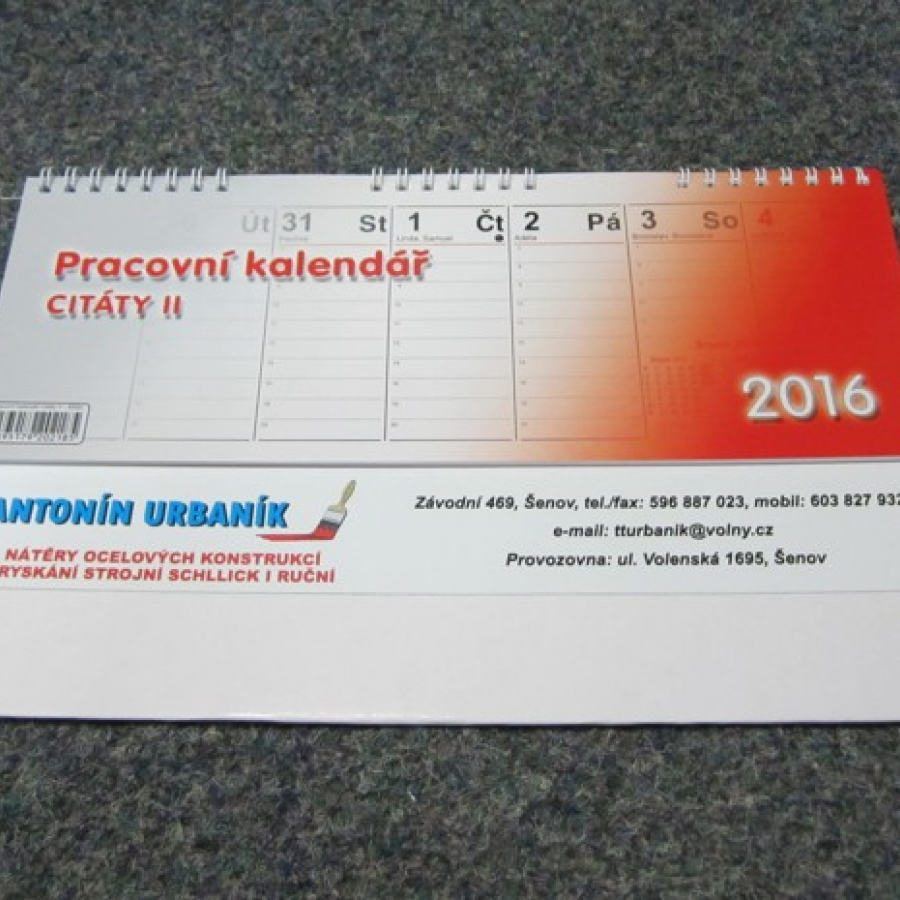 Út 31 St 1 Čt 2 Pá 3 So 4
Linda, Samuel
Pracovní kalendář
CITÁTY II
2016
ANTONÍN URBANÍK
NÁTĚRY OCELOVÝCH KONSTRUKCÍ
RYSKÁNÍ STROJNÍ SCHLLICK I RUČNÍ
Závodní 469, Šenov, tel./fax: 596 887 023, mobil: 603 827 932
e-mail: tturbanik@volny.cz
Provozovna: ul. Volenská 1695, Šenov